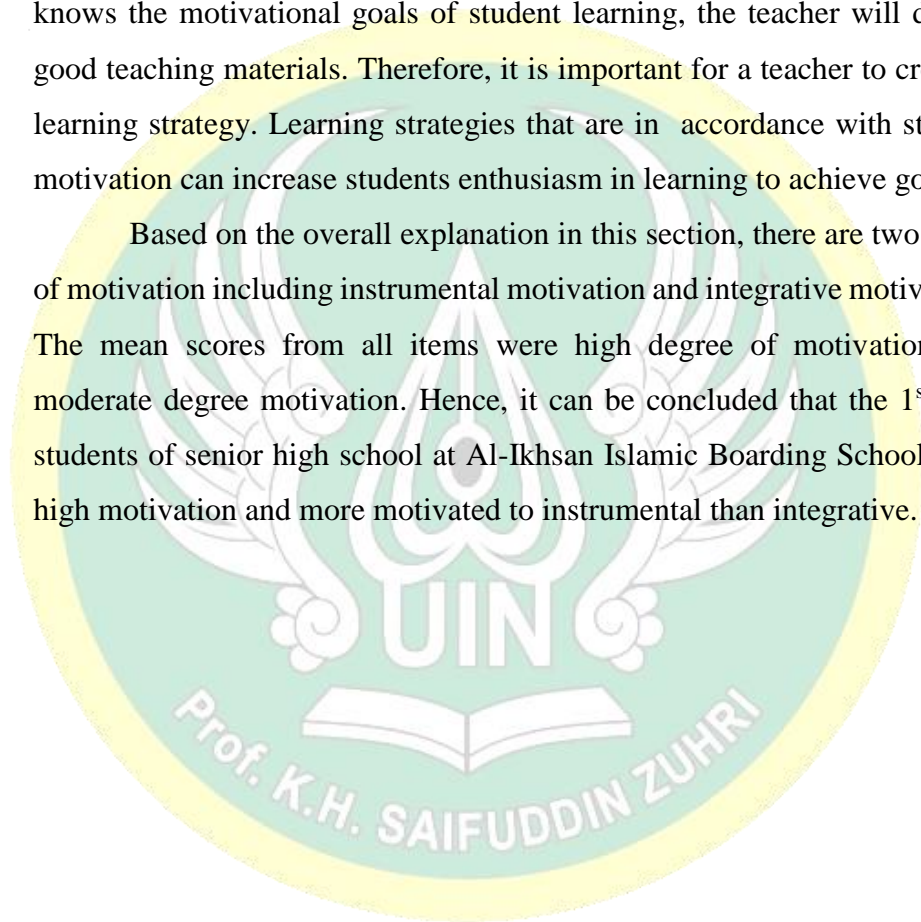 knows the motivational goals of student learning, the teacher will
good teaching materials. Therefore, it is important for a teacher to
learning strategy. Learning strategies that are in accordance with
motivation can increase students enthusiasm in learning to achieve
Based on the overall explanation in this section, there are two
of motivation including instrumental motivation and integrative
The mean scores from all items were high degree of motivation
moderate degree motivation. Hence, it can be concluded that the 1
students of senior high school at Al-Ikhsan Islamic Boarding School
high motivation and more motivated to instrumental than integrative.
UIN
Prof. K.H. SAIFUDDIN ZUHRI